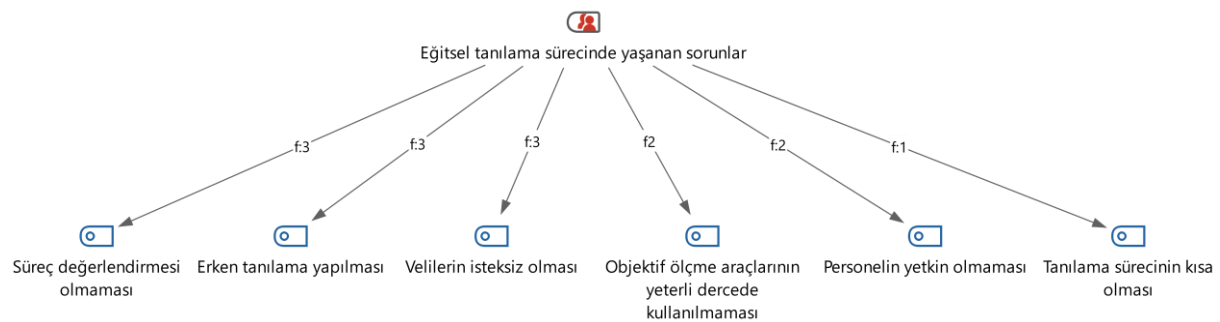 Eğitsel tanılama sürecinde yaşanan sorunlar
f:3
f:3
f:3
f2
f:2
f:1
Süreç değerlendirmesi
olmaması
Erken tanılama yapılması
Velilerin isteksiz olması
Objektif ölçme araçlarının
yeterli dercede
kullanılmaması
Personelin yetkin olmaması
Tanılama sürecinin kısa
olması